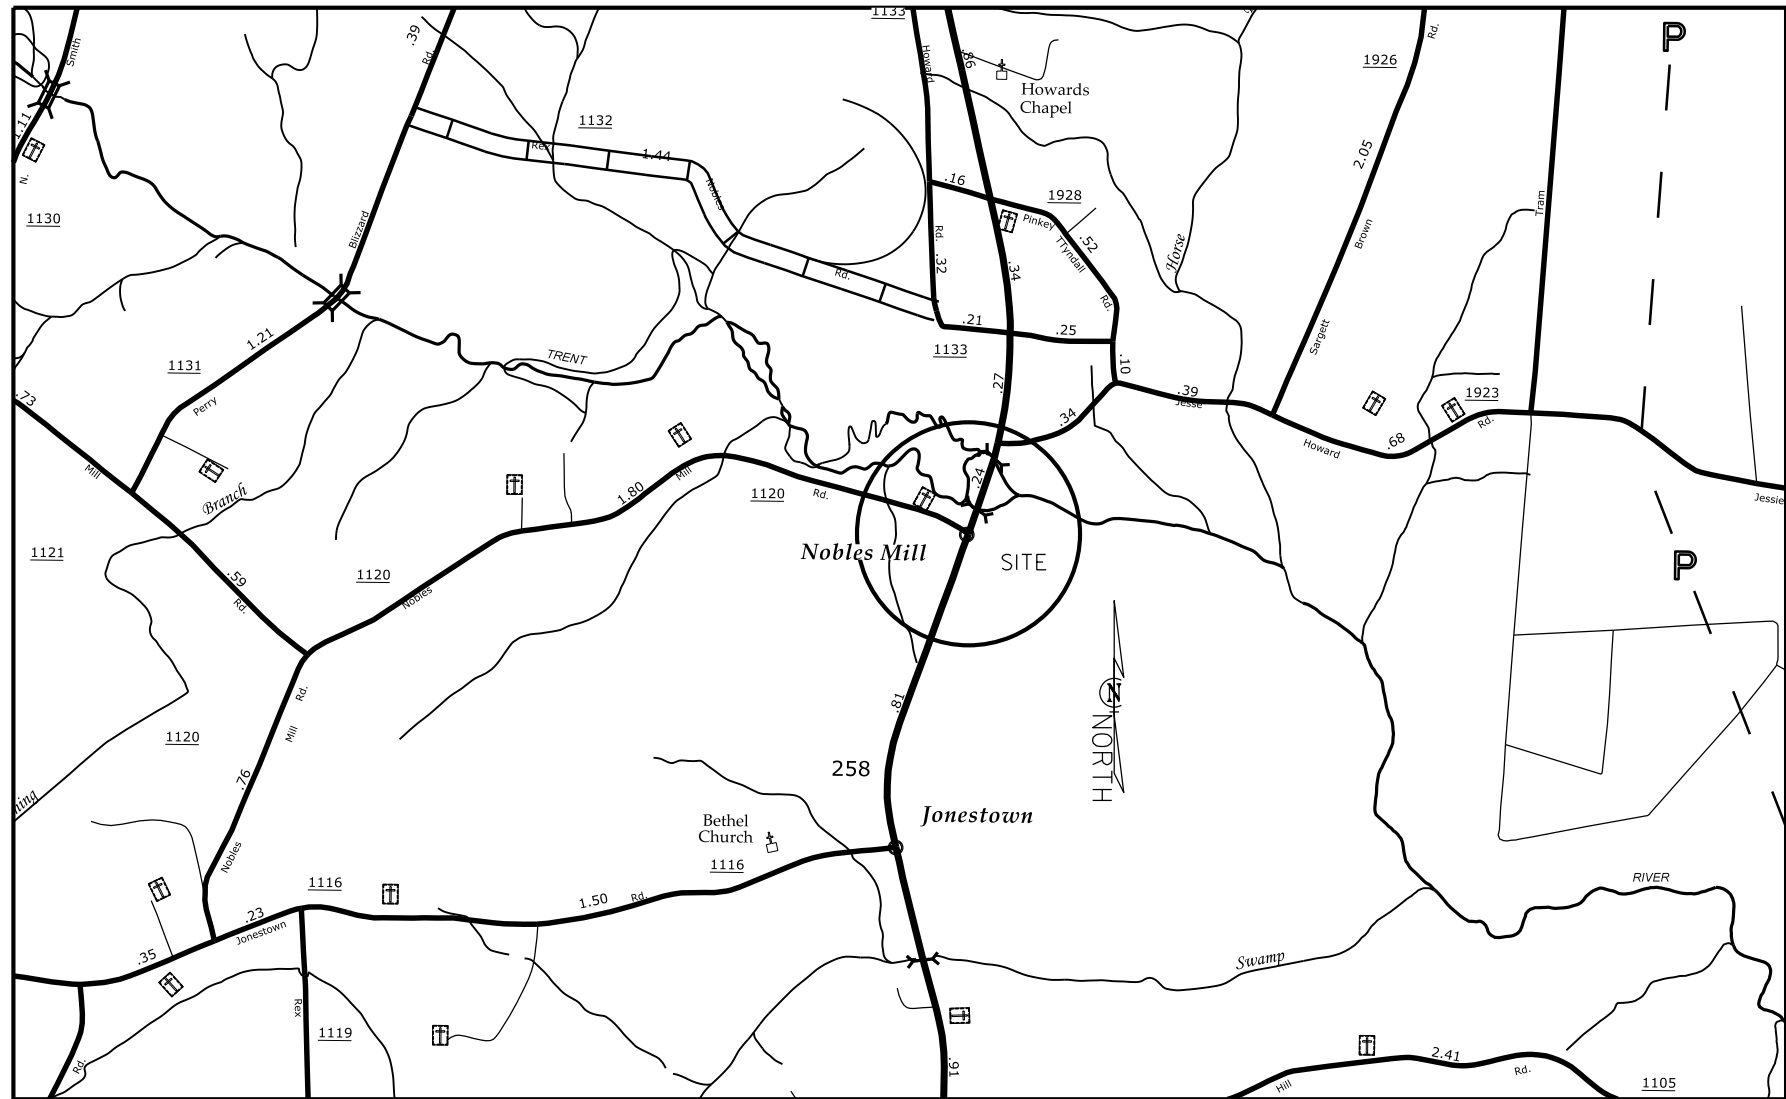 1133
Smith
.39
Rd.
Howard
.86
Howards
Chapel
1926
Rd.
P
1.11
N.
1132
Rex
1.44
Nobles
Rd.
.16
1928
Pinkey
TTyndall
.52
Rd.
2.05
Brown
Sargett
Tram
1130
Blizzard
Rd.
.32
.34
Horse
.21
.25
1133
.10
.27
1.21
1131
Perry
TRENT
.39
Jesse
.34
1923
.73
Mill
Howard
.68
Rd.
Jessie
Branch
1.80
Mill
1120
Rd.
.24
Nobles Mill
SITE
P
1121
.59
Rd.
1120
Nobles
N
NORTH
Rd.
Mill
.81
1120
.76
258
ning
Jonestown
Bethel
Church
Nobles
1116
1116
1.50
Rd.
RIVER
.23
Jonestown
.35
Swamp
Rex
1119
Rd.
.91
2.41
Rd.
Hill
1105